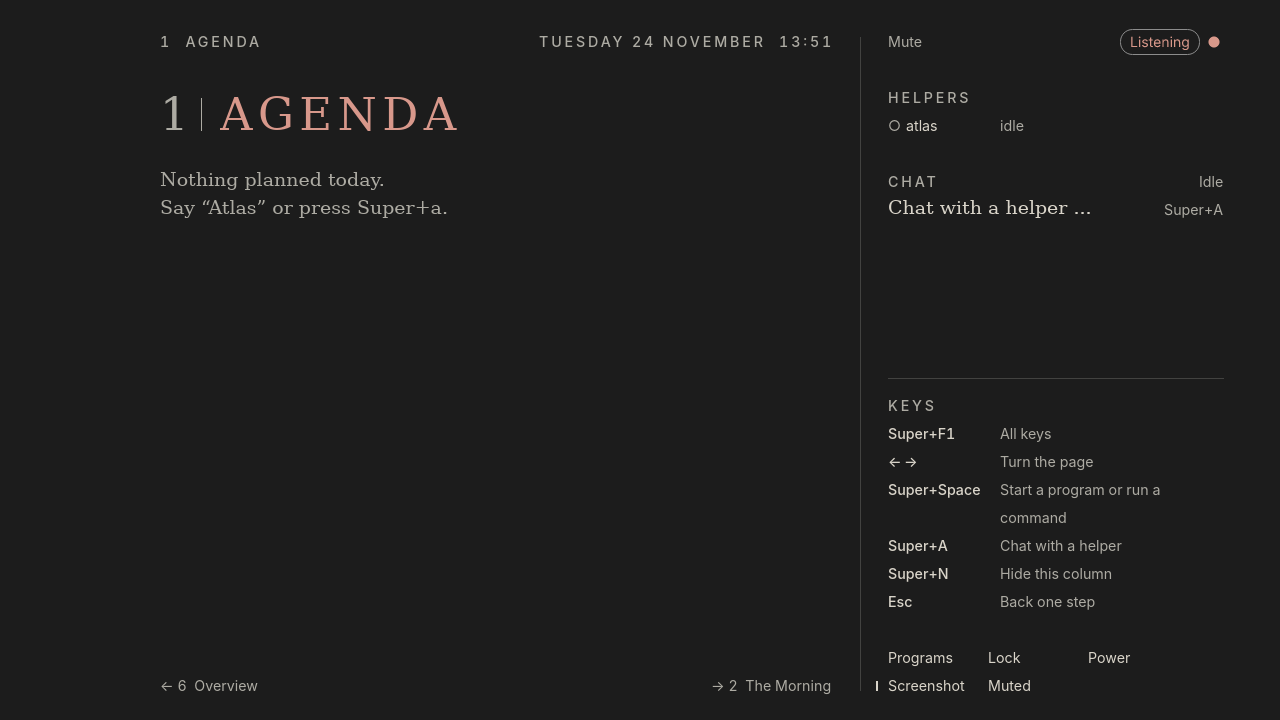 1 AGENDA
TUESDAY 24 NOVEMBER 13:51
1 AGENDA
Nothing planned today.
Say “Atlas” or press Super+a.
← 6 Overview
→ 2 The Morning
Mute
Listening
HELPERS
atlas idle
CHAT Idle
Chat with a helper ... Super+A
KEYS
Super+F1 All keys
← → Turn the page
Super+Space Start a program or run a
command
Super+A Chat with a helper
Super+N Hide this column
Esc Back one step
Programs Lock Power
Screenshot Muted